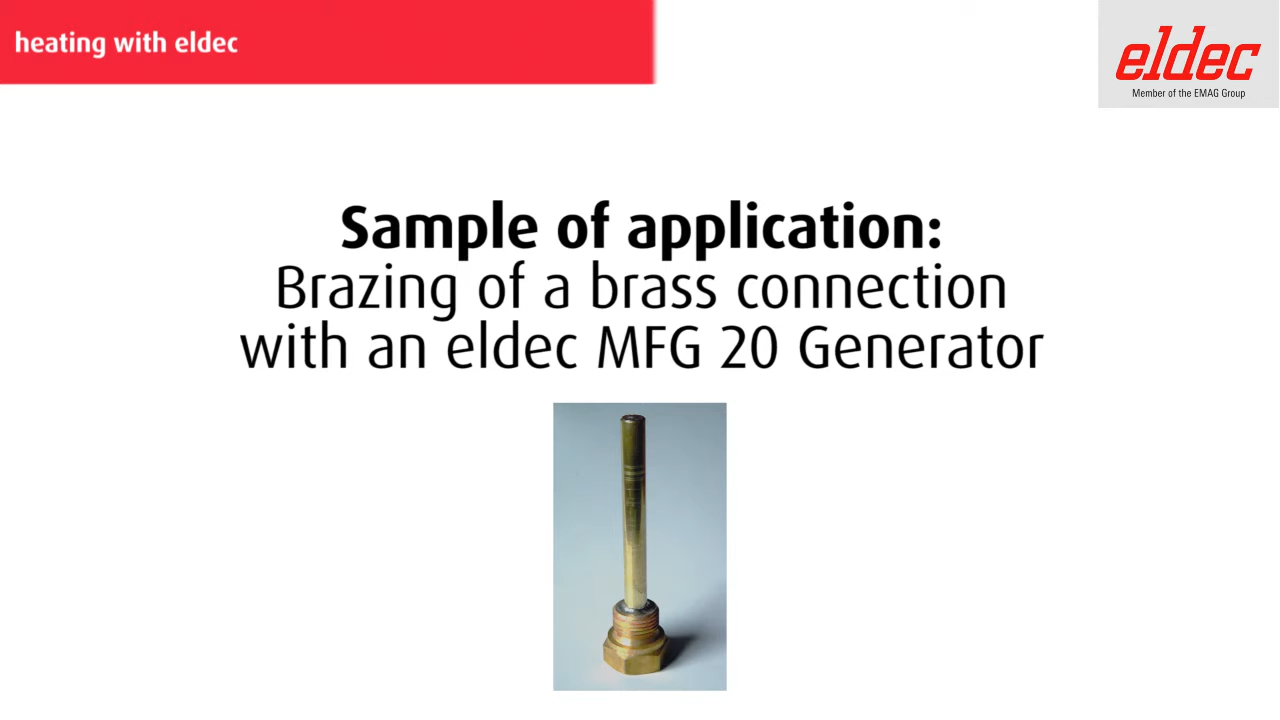 heating with eldec
eldec
Member of the EMAG Group
Sample of application:
Brazing of a brass connection
with an eldec MFG 20 Generator